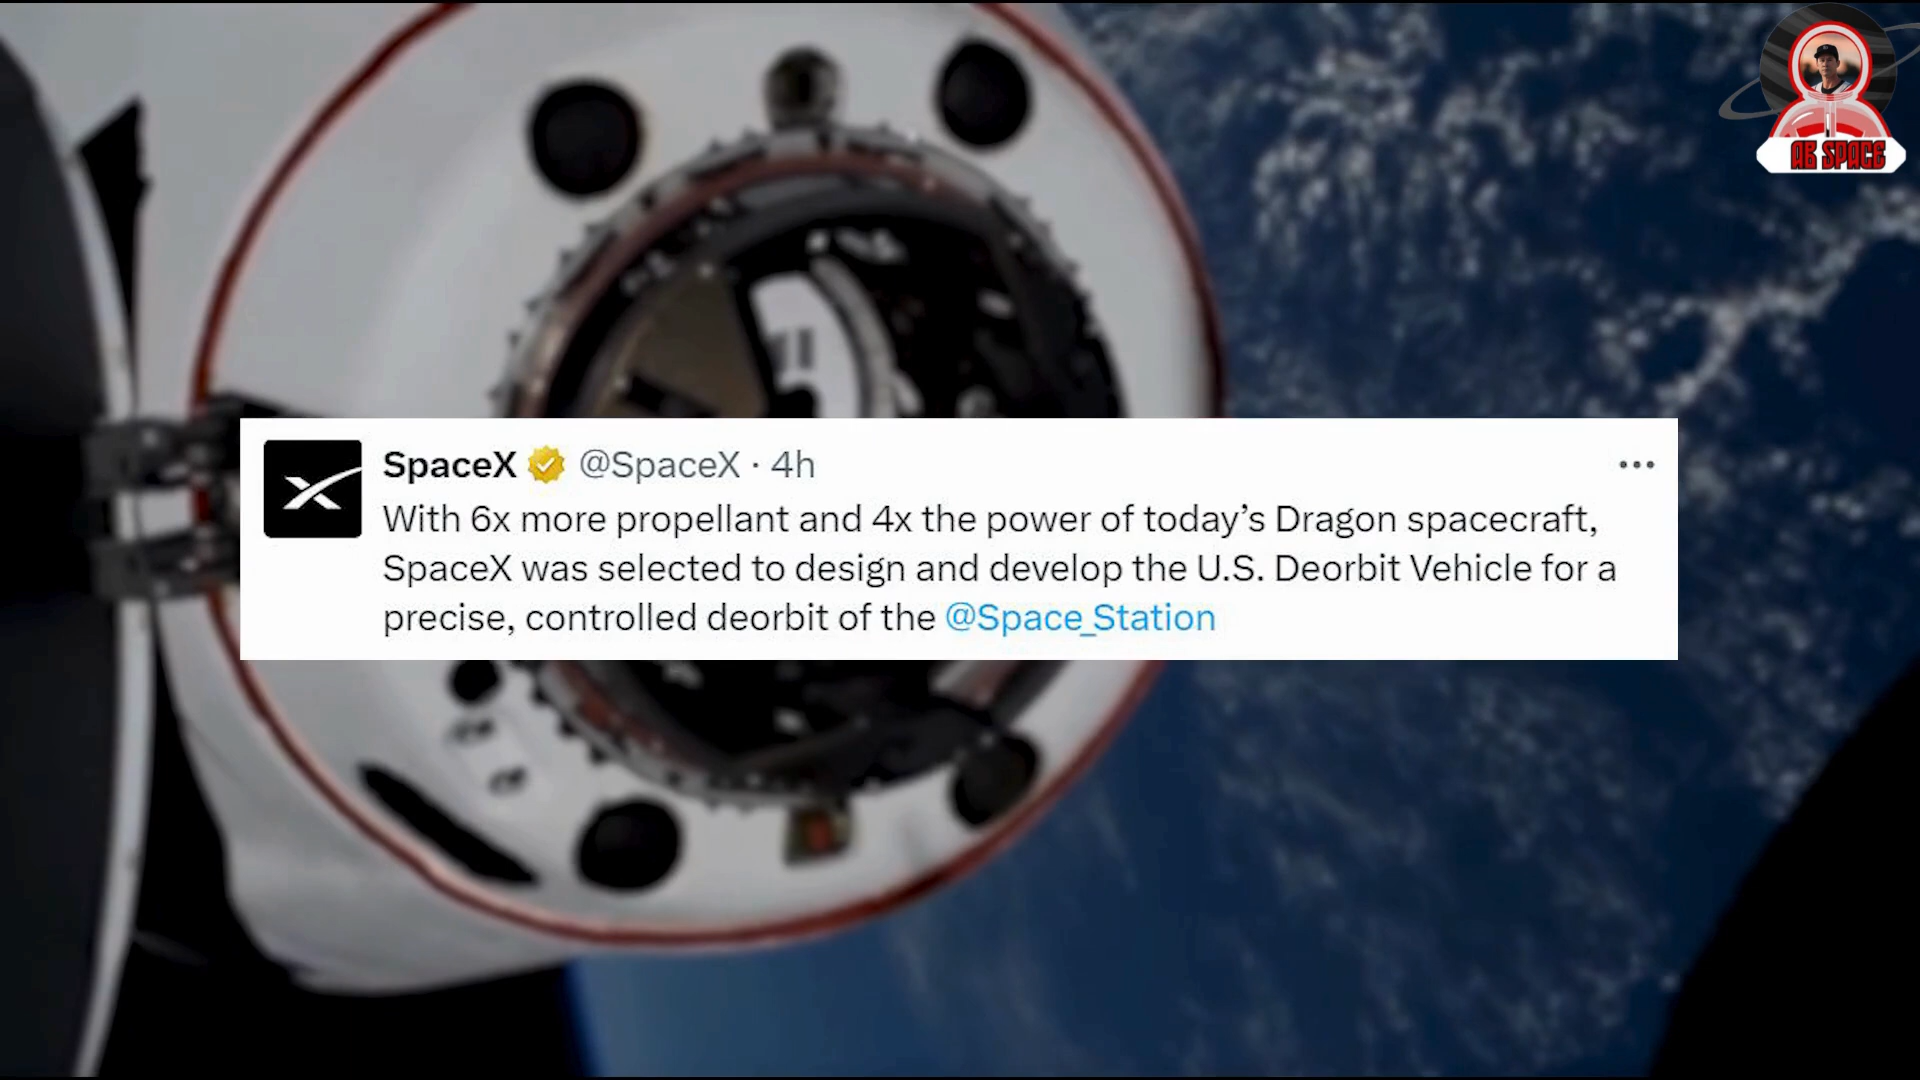 AB SPACE
SpaceX @SpaceX · 4h
With 6x more propellant and 4x the power of today’s Dragon spacecraft,
SpaceX was selected to design and develop the U.S. Deorbit Vehicle for a
precise, controlled deorbit of the @Space_Station